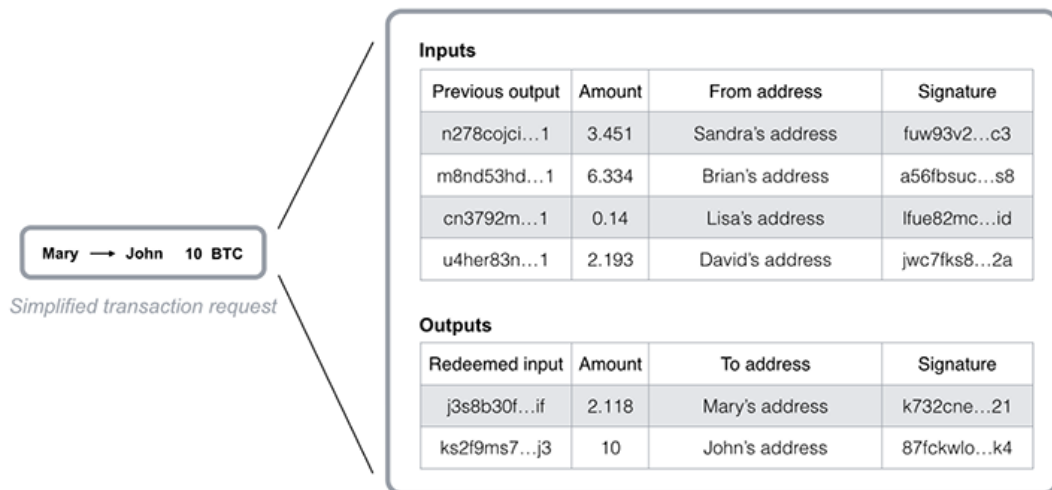 Mary → John 10 BTC
Simplified transaction request
Inputs
Previous output Amount From address Signature
n278cojci...1 3.451 Sandra's address fuw93v2...c3
m8nd53hd...1 6.334 Brian's address a56fbsuc...s8
cn3792m...1 0.14 Lisa's address lfue82mc...id
u4her83n...1 2.193 David's address jwc7fks8...2a
Outputs
Redeemed input Amount To address Signature
j3s8b30f...if 2.118 Mary's address k732cne...21
ks2f9ms7...j3 10 John's address 87fckwlo...k4